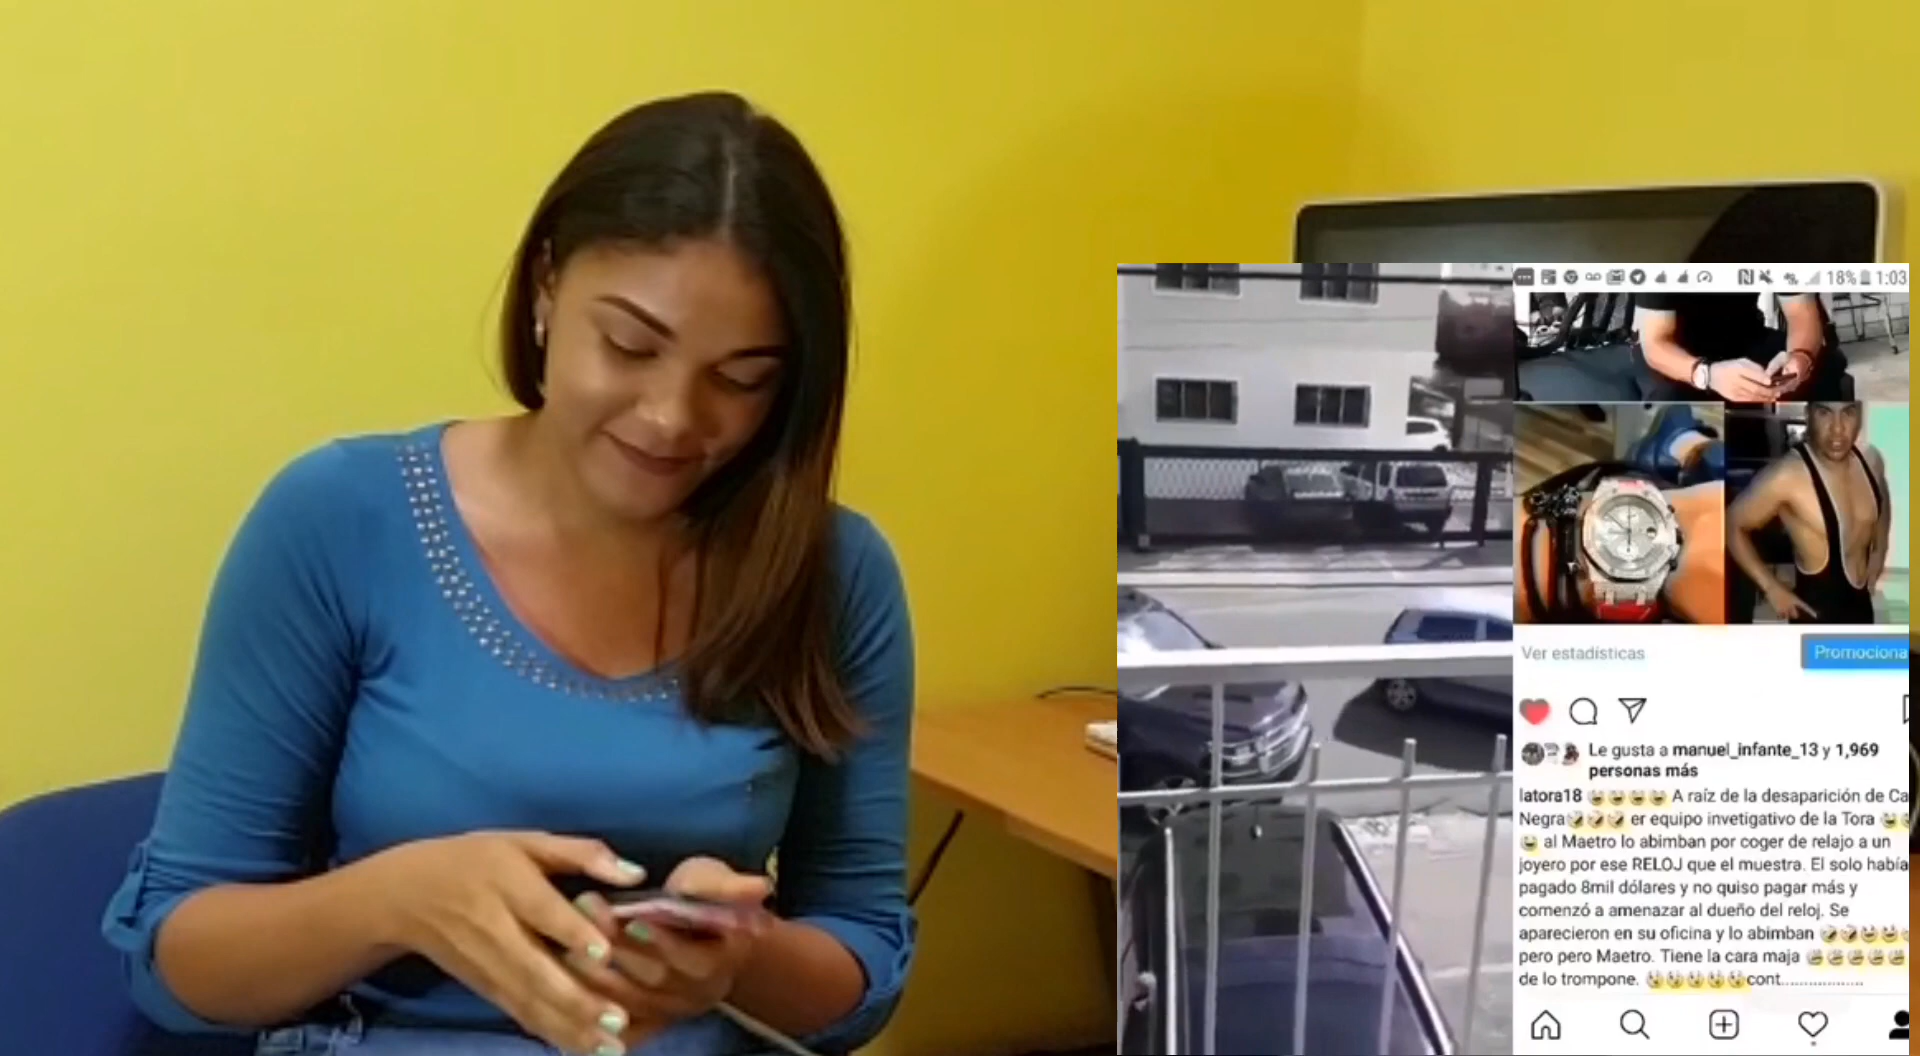 18% 1:03
Ver estadísticas
Promociona
Le gusta a manuel_infante_13 y 1,969
personas más
latora18 😂😂😂😂 A raíz de la desaparición de Ca
Negra🤣🤣🤣 er equipo invetigativo de la Tora 😂
😂 al Maetro lo abimban por coger de relajo a un
joyero por ese RELOJ que el muestra. El solo había
pagado 8mil dólares y no quiso pagar más y
comenzó a amenazar al dueño del reloj. Se
aparecieron en su oficina y lo abimban 🤣🤣😂😂
pero pero Maetro. Tiene la cara maja 😂😂😂😂
de lo trompone. �usted